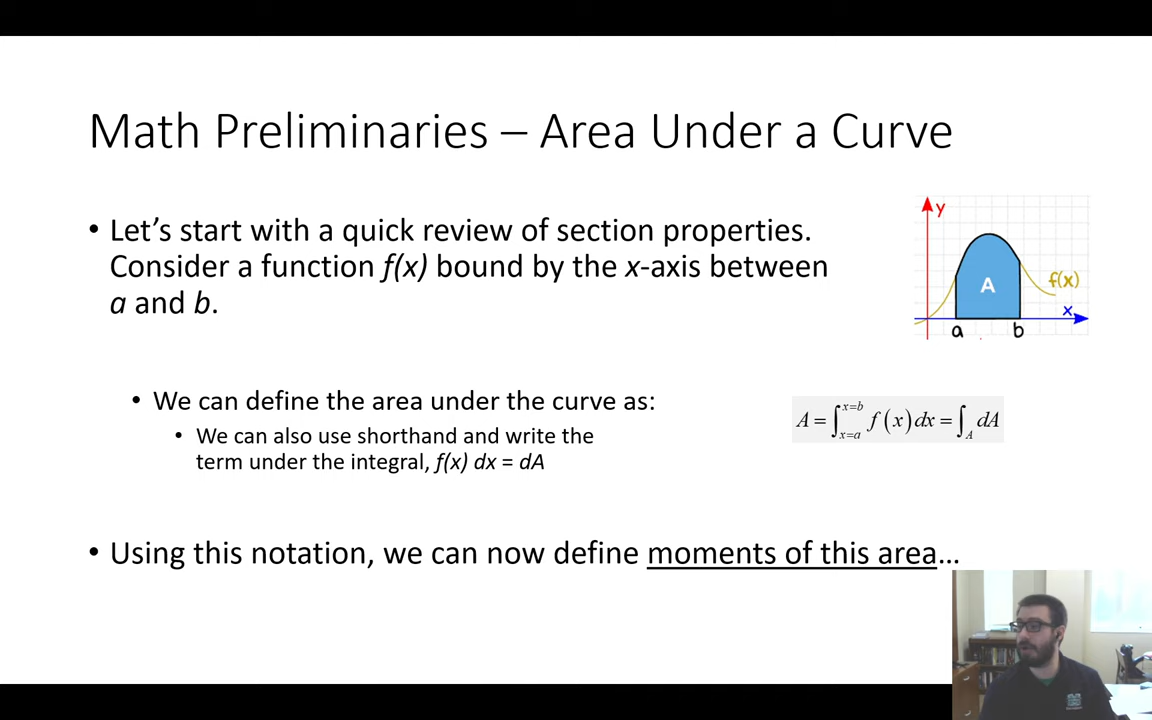 Math Preliminaries – Area Under a Curve
• Let's start with a quick review of section properties.
Consider a function f(x) bound by the x-axis between
a and b.
y
A
f(x)
x
a b
• We can define the area under the curve as:
A = ∫_{x=a}^{x=b} f(x) dx = ∫_A dA
• We can also use shorthand and write the
term under the integral, f(x) dx = dA
• Using this notation, we can now define moments of this area…